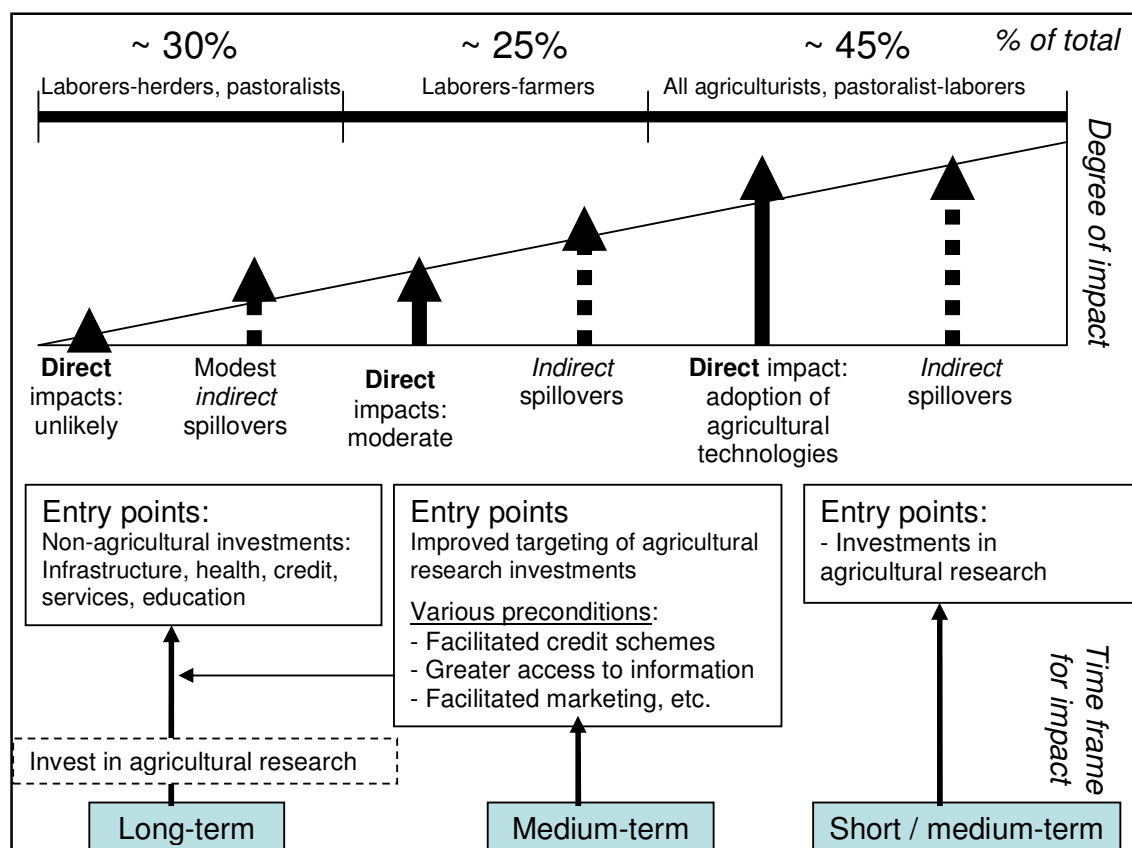 ~ 30%
~ 25%
~ 45%
% of total
Laborers-herders, pastoralists
Laborers-farmers
All agriculturists, pastoralist-laborers
Degree of impact
Direct
impacts:
unlikely
Modest
indirect
spillovers
Direct
impacts:
moderate
Indirect
spillovers
Direct impact:
adoption of
agricultural
technologies
Indirect
spillovers
Entry points:
Non-agricultural investments:
Infrastructure, health, credit,
services, education
Entry points
Improved targeting of agricultural
research investments
Various preconditions:
- Facilitated credit schemes
- Greater access to information
- Facilitated marketing, etc.
Entry points:
- Investments in
agricultural research
Time frame
for impact
Invest in agricultural research
Long-term
Medium-term
Short / medium-term